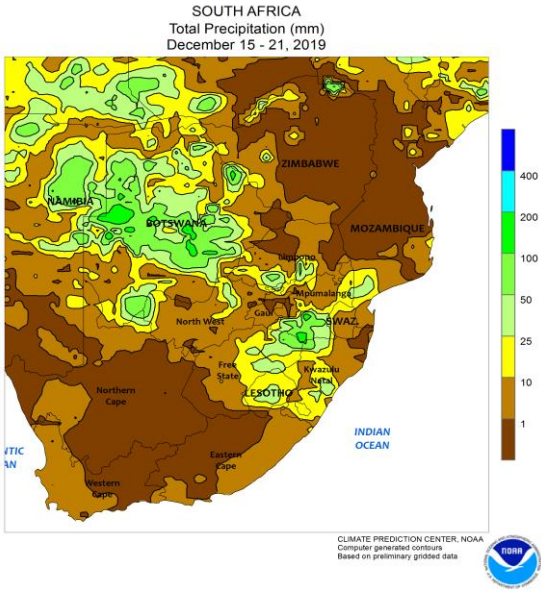 SOUTH AFRICA
Total Precipitation (mm)
December 15 - 21, 2019
ZIMBABWE
NAMIBIA
BOTSWANA
MOZAMBIQUE
Limpopo
Mpumalanga
North West
Gaut
SWAZ.
Free
State
Kwazulu
Natal
LESOTHO
Northern
Cape
Eastern
Cape
Western
Cape
NTIC
AN
INDIAN
OCEAN
400
200
100
50
25
10
1
CLIMATE PREDICTION CENTER, NOAA
Computer generated contours
Based on preliminary gridded data
NOAA